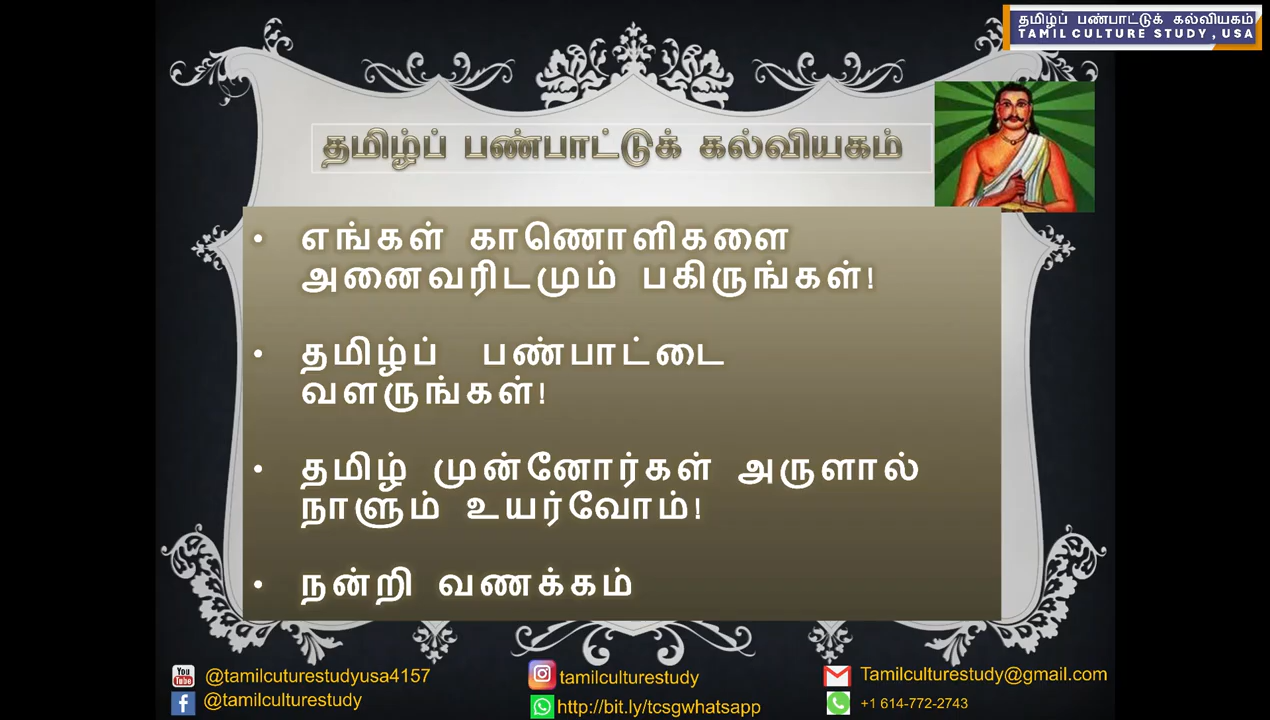 தமிழ்ப் பண்பாட்டுக் கல்வியகம்
TAMIL CULTURE STUDY , USA
தமிழ்ப் பண்பாட்டுக் கல்வியகம்
• எங்கள் காணொளிகளை
அனைவரிடமும் பகிருங்கள்!
• தமிழ்ப் பண்பாட்டை
வளருங்கள்!
• தமிழ் முன்னோர்கள் அருளால்
நாளும் உயர்வோம்!
• நன்றி வணக்கம்
You Tube @tamilcuturestudyusa4157
@tamilculturestudy
tamilculturestudy
http://bit.ly/tcsgwhatsapp
Tamilculturestudy@gmail.com
+1 614-772-2743